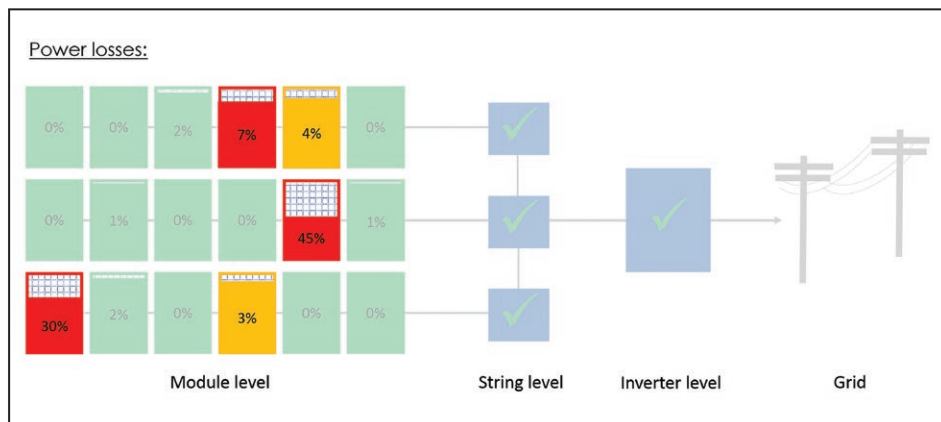 Power losses:
0% 0% 2% 7% 4% 0%
0% 1% 0% 0% 45% 1%
30% 2% 0% 3% 0% 0%
Module level String level Inverter level Grid